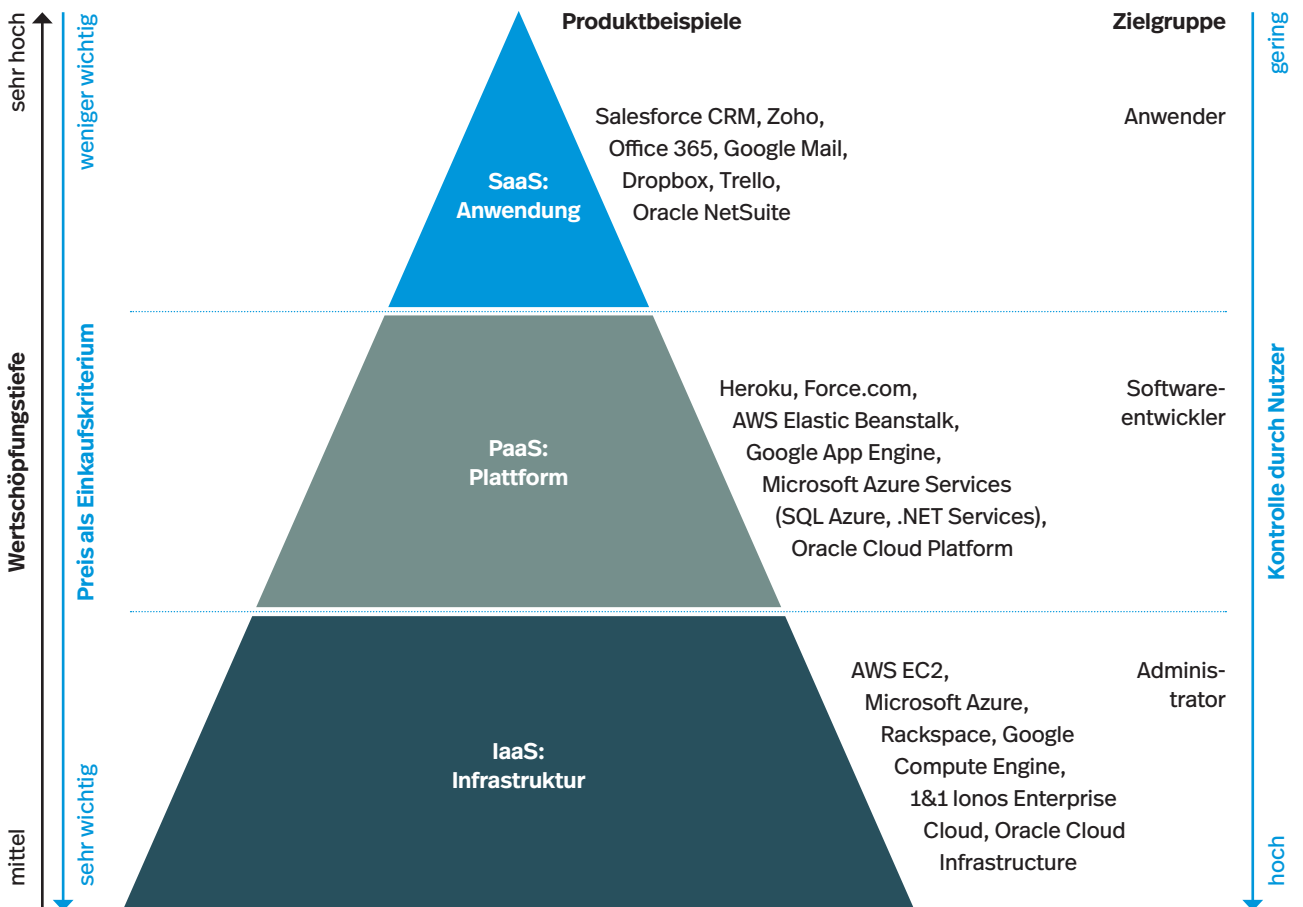 Produktbeispiele
Zielgruppe
sehr hoch
Wertschöpfungstiefe
mittel
weniger wichtig
Preis als Einkaufskriterium
sehr wichtig
SaaS:
Anwendung
Salesforce CRM, Zoho,
Office 365, Google Mail,
Dropbox, Trello,
Oracle NetSuite
Anwender
PaaS:
Plattform
Heroku, Force.com,
AWS Elastic Beanstalk,
Google App Engine,
Microsoft Azure Services
(SQL Azure, .NET Services),
Oracle Cloud Platform
Software-
entwickler
IaaS:
Infrastruktur
AWS EC2,
Microsoft Azure,
Rackspace, Google
Compute Engine,
1&1 Ionos Enterprise
Cloud, Oracle Cloud
Infrastructure
Adminis-
trator
gering
Kontrolle durch Nutzer
hoch